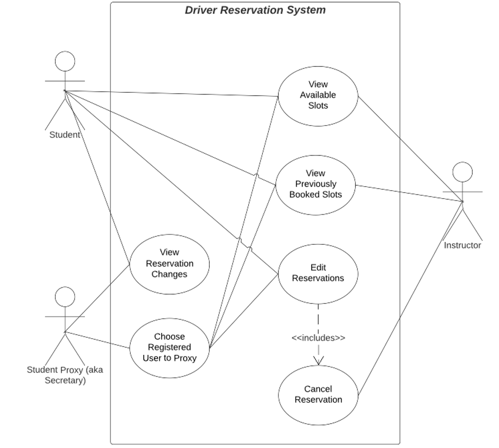 Driver Reservation System
View
Available
Slots
Student
View
Previously
Booked Slots
Instructor
View
Reservation
Changes
Edit
Reservations
Choose
Registered
User to Proxy
<<includes>>
Student Proxy (aka
Secretary)
Cancel
Reservation